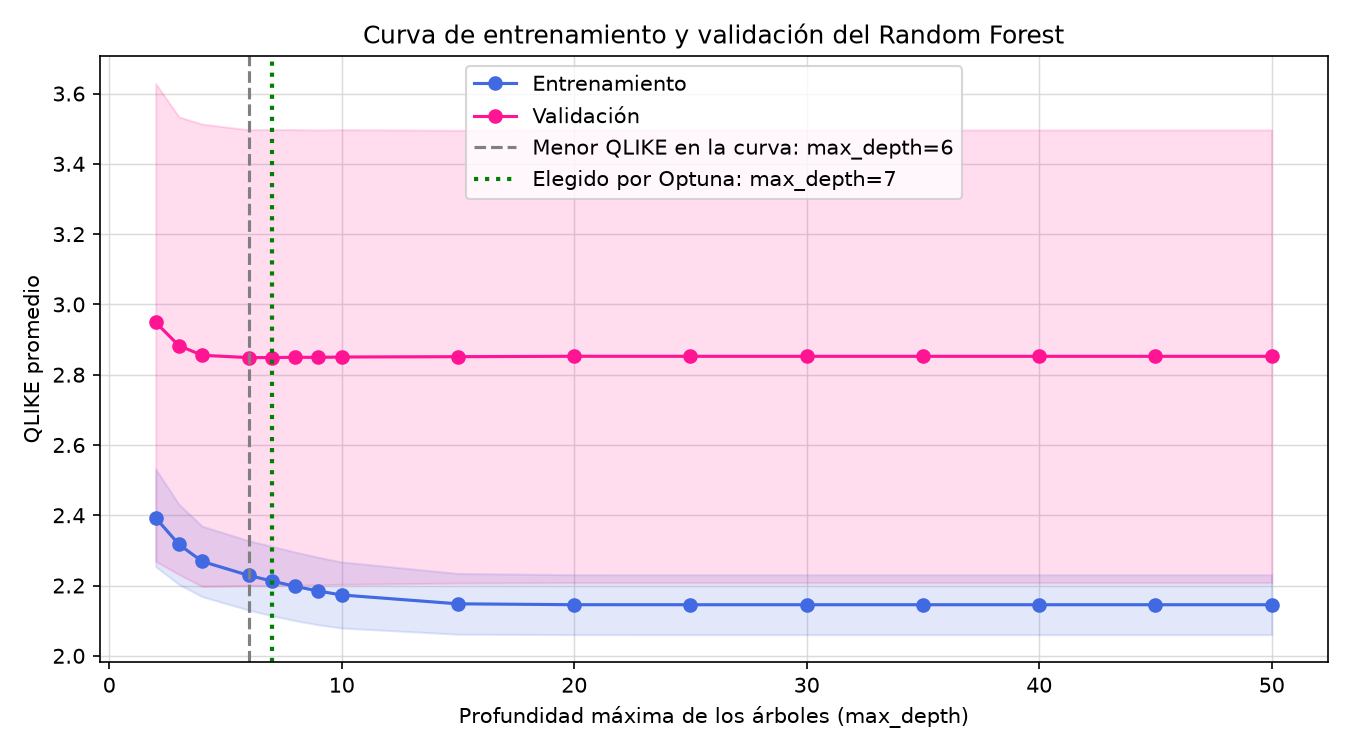 Curva de entrenamiento y validación del Random Forest
Entrenamiento
Validación
Menor QLIKE en la curva: max_depth=6
Elegido por Optuna: max_depth=7
QLIKE promedio
3.6
3.4
3.2
3.0
2.8
2.6
2.4
2.2
2.0
0 10 20 30 40 50
Profundidad máxima de los árboles (max_depth)